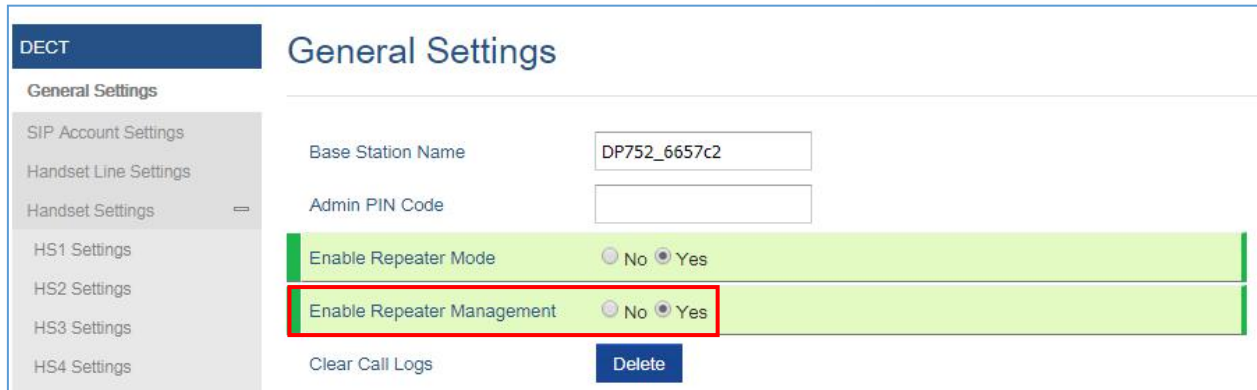 DECT
General Settings
SIP Account Settings
Handset Line Settings
Handset Settings
HS1 Settings
HS2 Settings
HS3 Settings
HS4 Settings
General Settings
Base Station Name DP752_6657c2
Admin PIN Code
Enable Repeater Mode No Yes
Enable Repeater Management No Yes
Clear Call Logs Delete